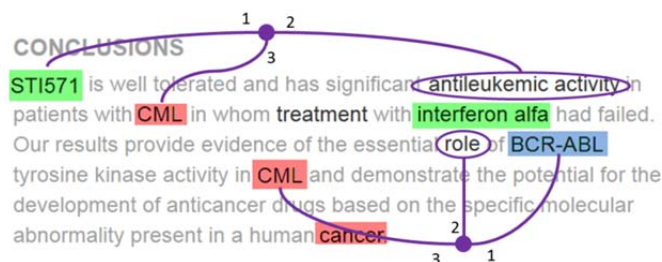 1 2
3
CONCLUSIONS
STI571 is well tolerated and has significant antileukemic activity in
patients with CML in whom treatment with interferon alfa had failed.
Our results provide evidence of the essential role of BCR-ABL
tyrosine kinase activity in CML and demonstrate the potential for the
development of anticancer drugs based on the specific molecular
abnormality present in a human cancer.
2
3 1